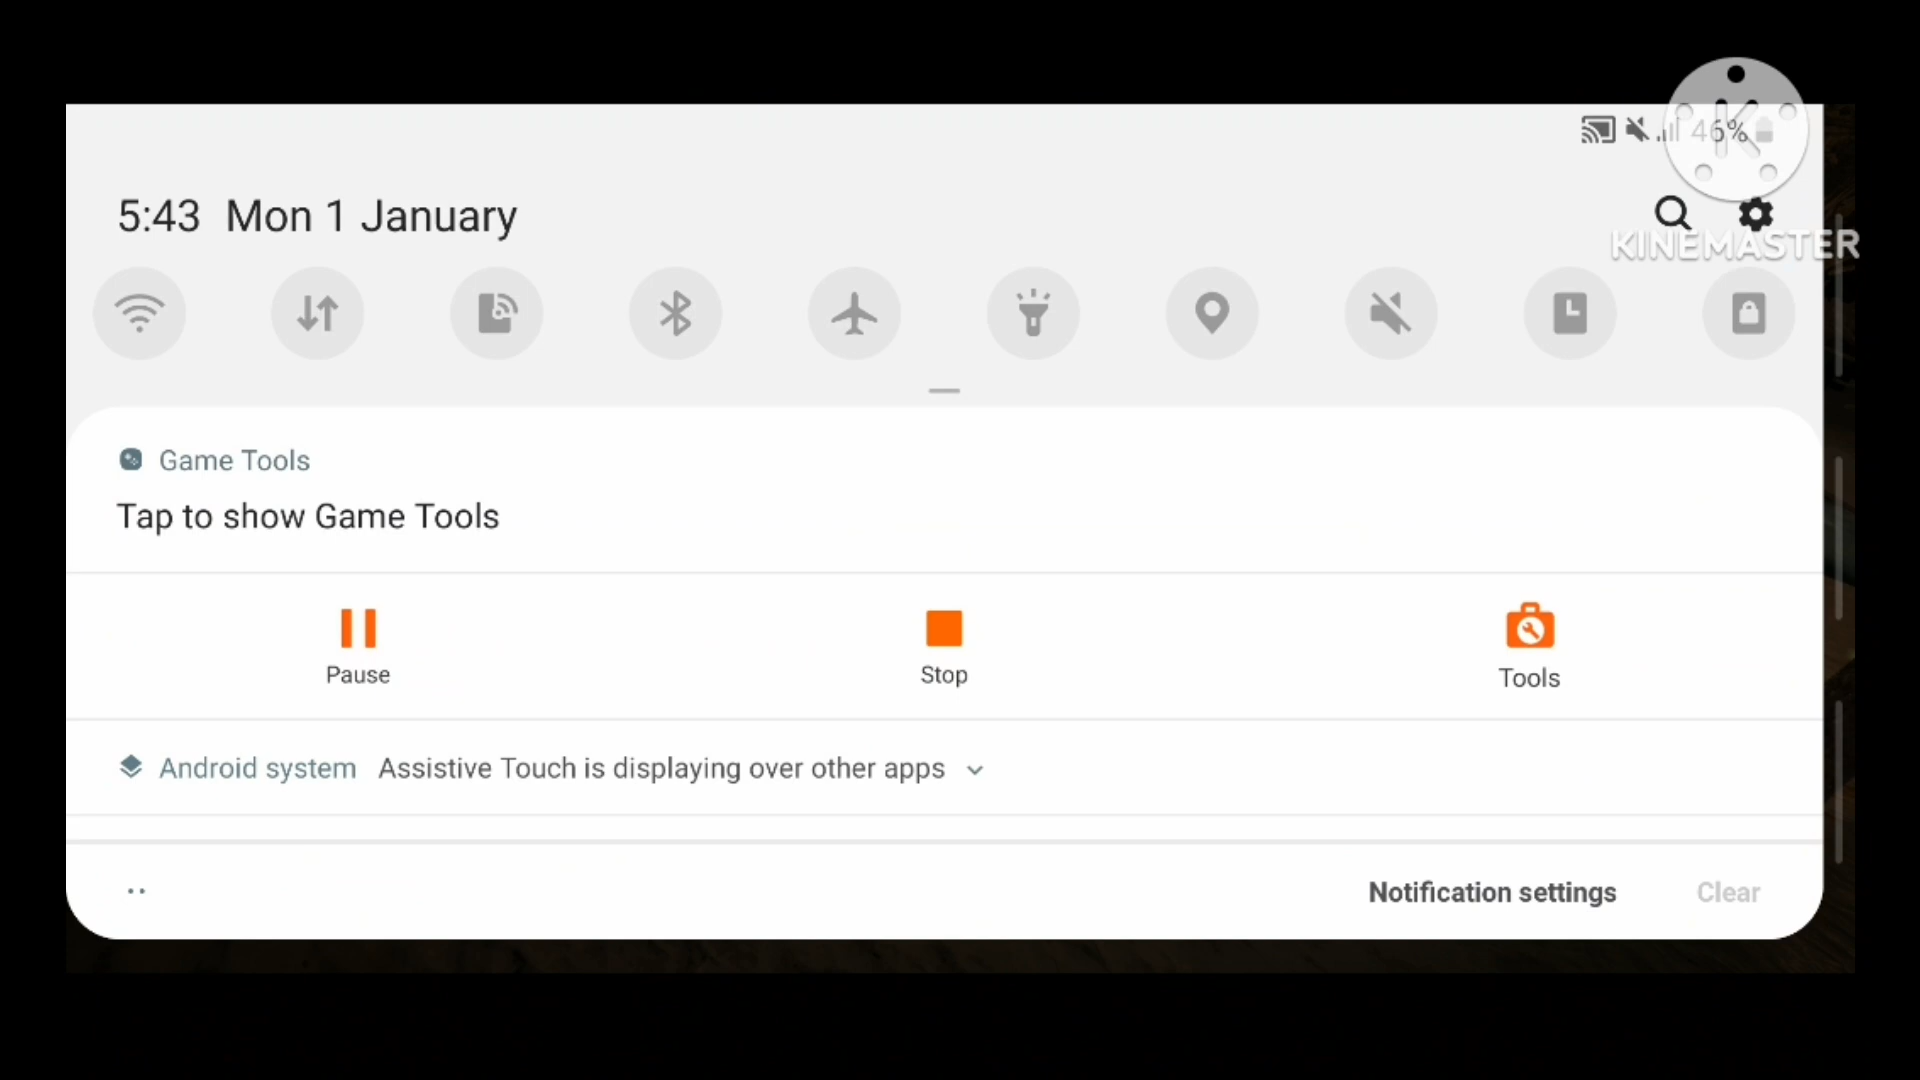 46%
5:43 Mon 1 January
KINEMASTER
Game Tools
Tap to show Game Tools
Pause
Stop
Tools
Android system Assistive Touch is displaying over other apps
Notification settings
Clear